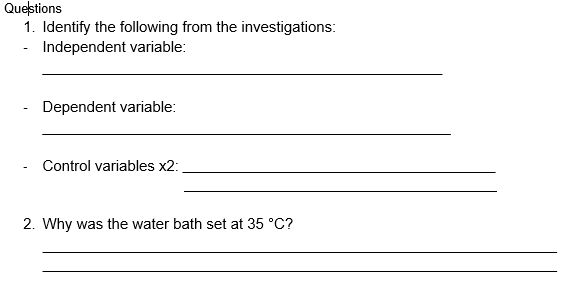 Questions
1. Identify the following from the investigations:
- Independent variable:
- Dependent variable:
- Control variables x2:
2. Why was the water bath set at 35 °C?